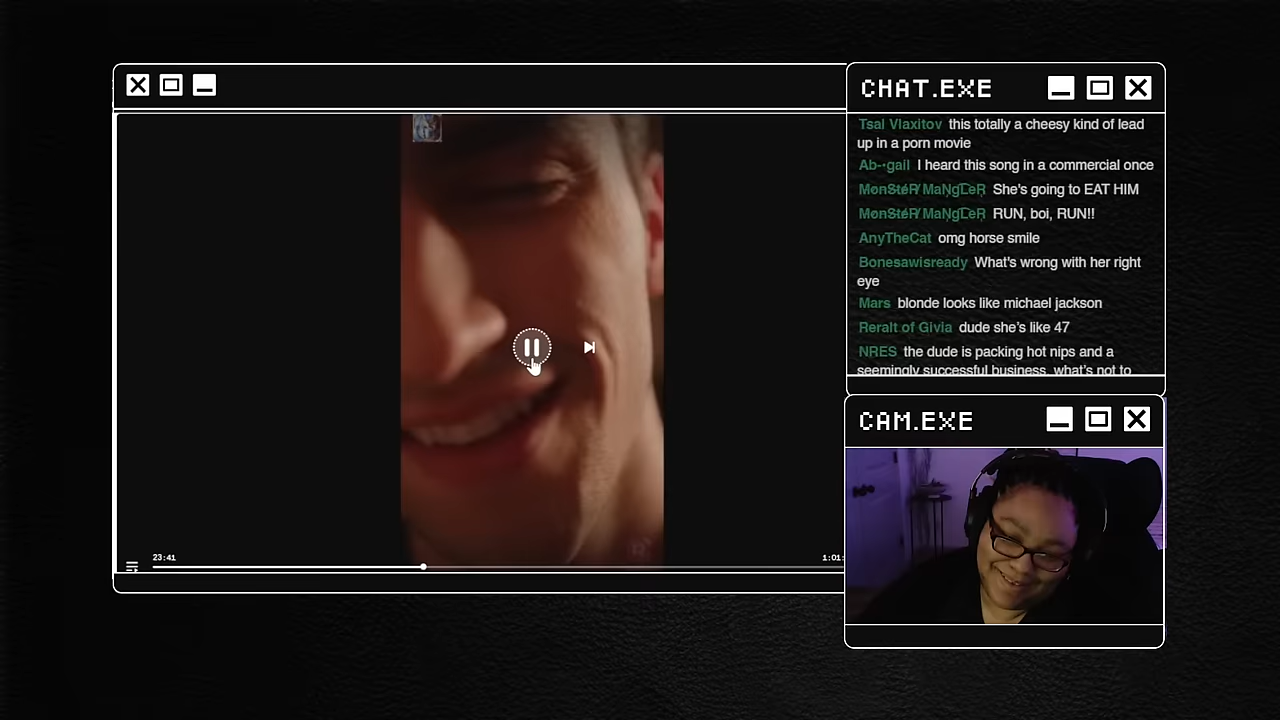 CHAT.EXE
Tsal Vlaxitov this totally a cheesy kind of lead
up in a porn movie
Ab-·gail I heard this song in a commercial once
MonStéR MaNgLeR She's going to EAT HIM
MonStéR MaNgLeR RUN, boi, RUN!!
AnyTheCat omg horse smile
Bonesawisready What's wrong with her right
eye
Mars blonde looks like michael jackson
Reralt of Givia dude she's like 47
NRES the dude is packing hot nips and a
seemingly successful business what's not to
CAM.EXE
23:41
1:01: